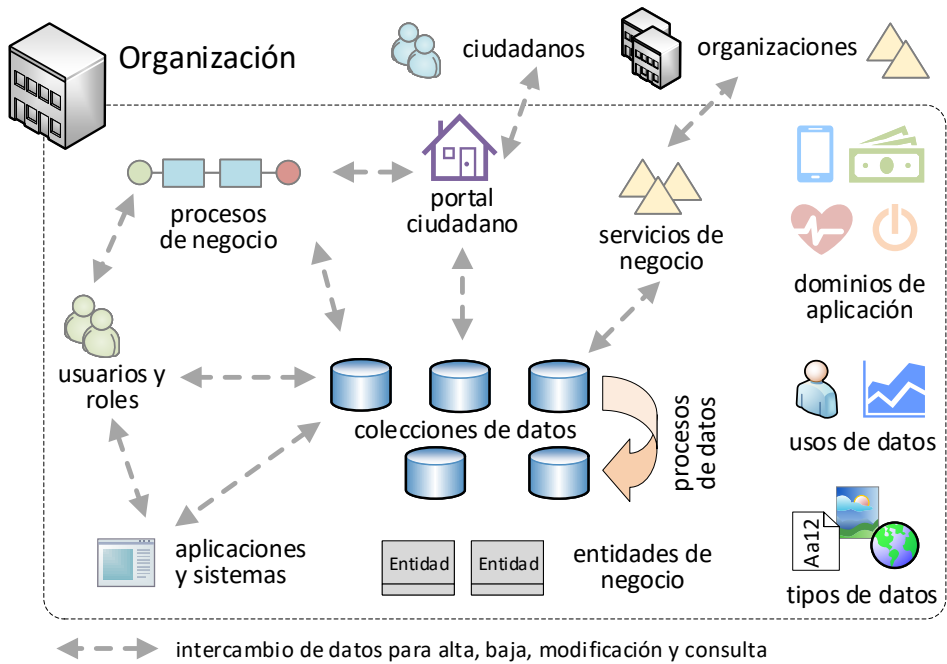 Organización
ciudadanos
organizaciones
procesos
de negocio
portal
ciudadano
servicios de
negocio
dominios de
aplicación
usuarios y
roles
colecciones de datos
procesos
de datos
usos de datos
aplicaciones
y sistemas
Entidad
Entidad
entidades de
negocio
Aa12
tipos de datos
intercambio de datos para alta, baja, modificación y consulta